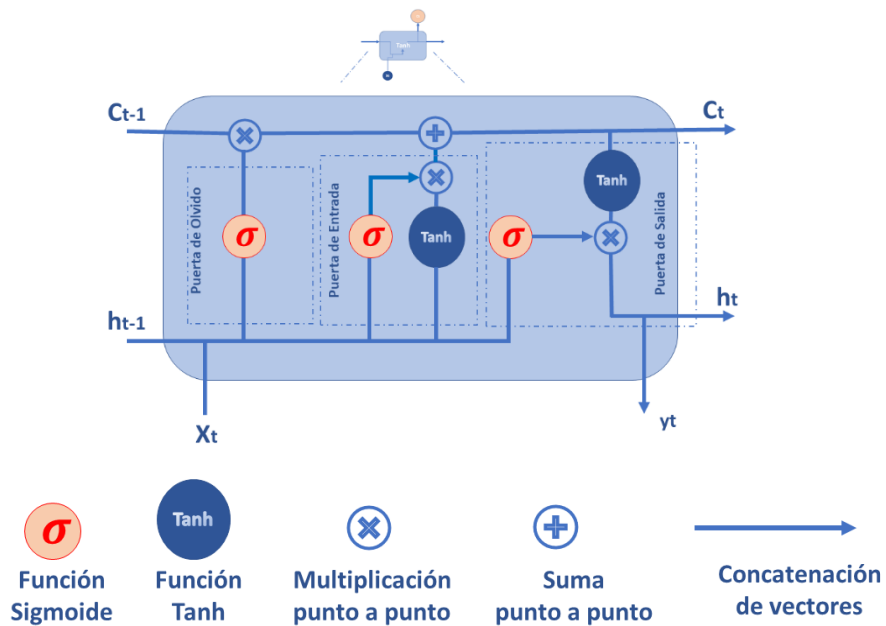 Tanh
Ct-1
Ct
Puerta de Olvido
σ
Puerta de Entrada
σ
Tanh
σ
Tanh
Puerta de Salida
ht-1
ht
Xt
yt
σ
Tanh
Función
Sigmoide
Función
Tanh
Multiplicación
punto a punto
Suma
punto a punto
Concatenación
de vectores